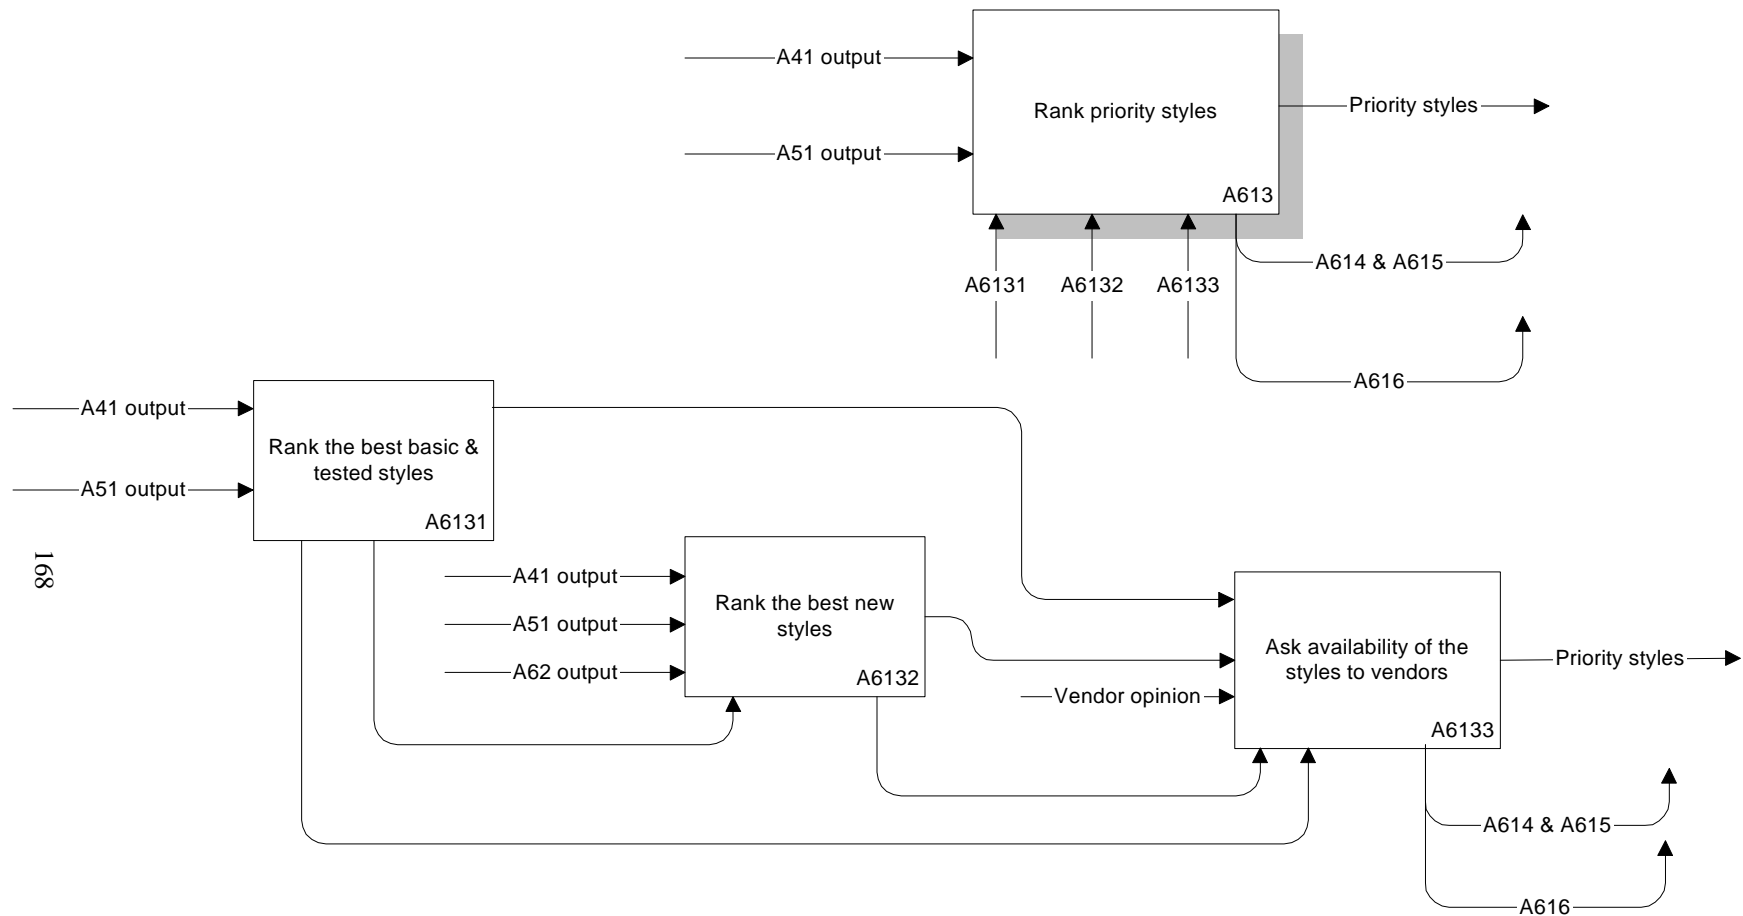 A41 output
Rank priority styles
Priority styles
A51 output
A613
A614 & A615
A6131
A6132
A6133
A616
A41 output
Rank the best basic &
tested styles
A51 output
A6131
168
A41 output
A51 output
A62 output
Rank the best new
styles
A6132
Vendor opinion
Ask availability of the
styles to vendors
A6133
Priority styles
A614 & A615
A616